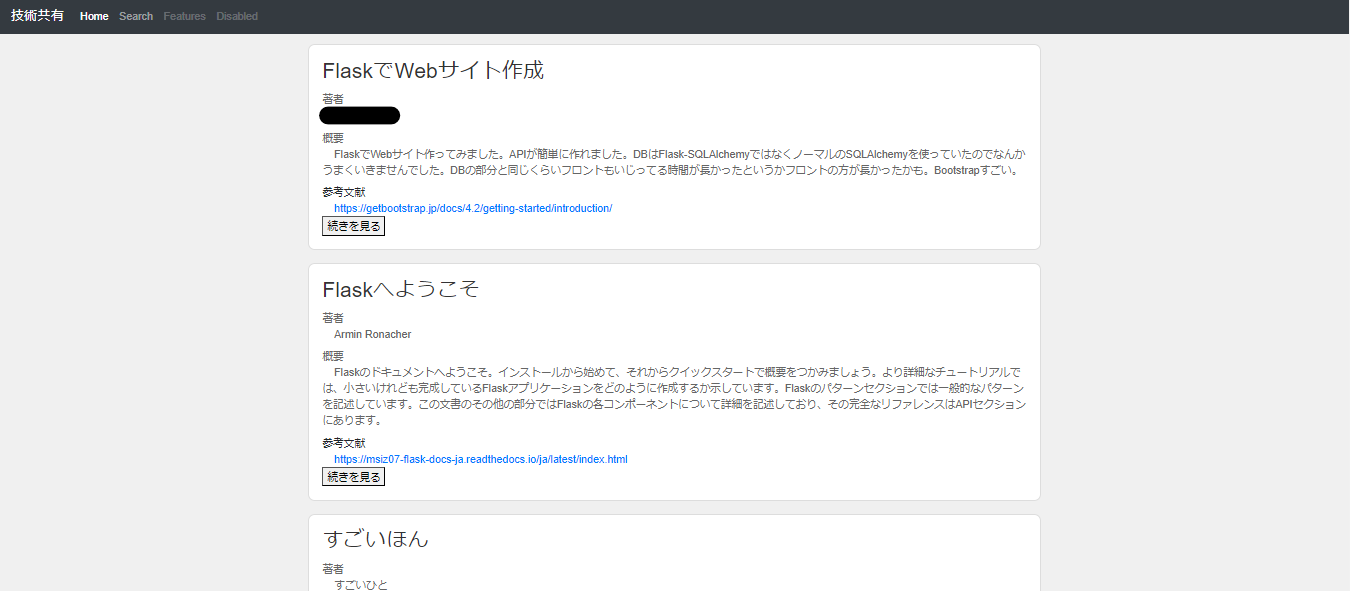 技術共有 Home Search Features Disabled
FlaskでWebサイト作成
著者
概要
FlaskでWebサイト作ってみました。APIが簡単に作れました。DBはFlask-SQLAlchemyではなくノーマルのSQLAlchemyを使っていたのでなんか
うまくいきませんでした。DBの部分と同じくらいフロントもいじってる時間が長かったというかフロントの方が長かったかも。Bootstrapすごい。
参考文献
https://getbootstrap.jp/docs/4.2/getting-started/introduction/
続きを見る
Flaskへようこそ
著者
Armin Ronacher
概要
Flaskのドキュメントへようこそ。インストールから始めて、それからクイックスタートで概要をつかみましょう。より詳細なチュートリアルで
は、小さいけれども完成しているFlaskアプリケーションをどのように作成するか示しています。Flaskのパターンセクションでは一般的なパターン
を記述しています。この文書のその他の部分ではFlaskの各コンポーネントについて詳細を記述しており、その完全なリファレンスはAPIセクション
にあります。
参考文献
https://msiz07-flask-docs-ja.readthedocs.io/ja/latest/index.html
続きを見る
すごいほん
著者
すごいひと